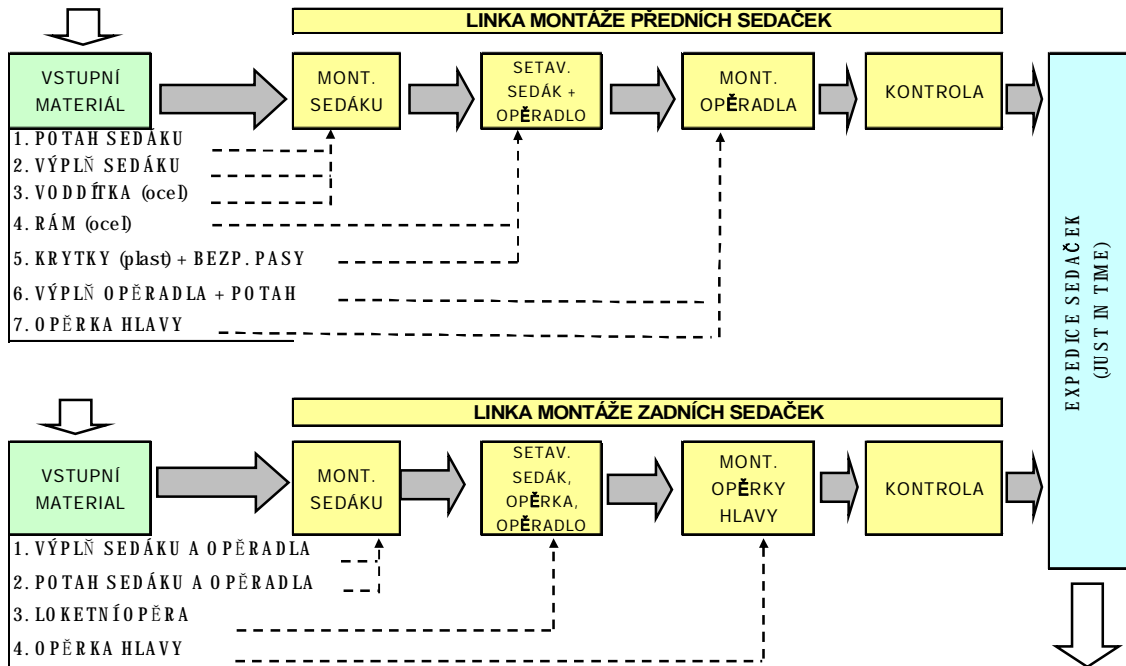 LINKA MONTÁŽE PŘEDNÍCH SEDAČEK
VSTUPNÍ
MATERIÁL
MONT.
SEDÁKU
SETAV.
SEDÁK +
OPĚRADLO
MONT.
OPĚRADLA
KONTROLA
1. POTAH SEDÁKU
2. VÝPLŇ SEDÁKU
3. VODDÍTKA (ocel)
4. RÁM (ocel)
5. KRYTKY (plast) + BEZP. PASY
6. VÝPLŇ OPĚRADLA + POTAH
7. OPĚRKA HLAVY
EXPEDICE SEDAČEK
(JUST IN TIME)
LINKA MONTÁŽE ZADNÍCH SEDAČEK
VSTUPNÍ
MATERIAL
MONT.
SEDÁKU
SETAV.
SEDÁK,
OPĚRKA,
OPĚRADLO
MONT.
OPĚRKY
HLAVY
KONTROLA
1. VÝPLŇ SEDÁKU A OPĚRADLA
2. POTAH SEDÁKU A OPĚRADLA
3. LOKETNÍ OPĚRA
4. OPĚRKA HLAVY